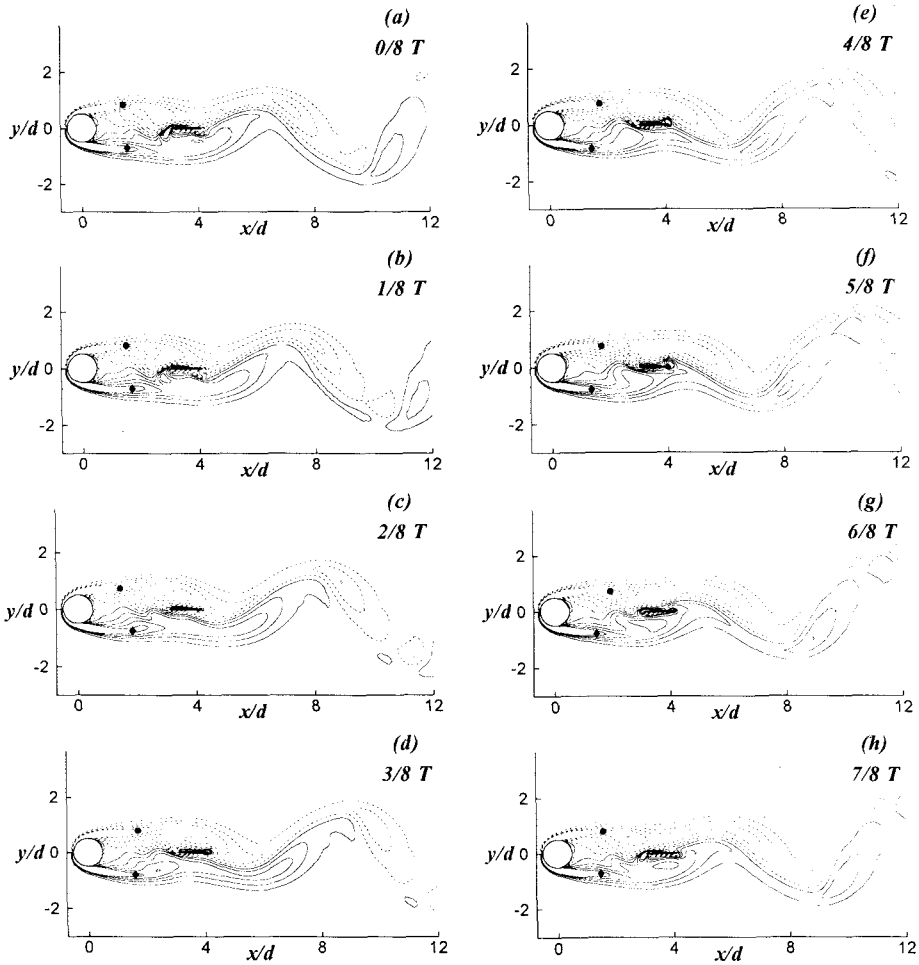 (a)
0/8 T
2
y/d 0
-2
0 4 8 12
x/d
(b)
1/8 T
2
y/d 0
-2
0 4 8 12
x/d
(c)
2/8 T
2
y/d 0
-2
0 4 8 12
x/d
(d)
3/8 T
2
y/d 0
-2
0 4 8 12
x/d
(e)
4/8 T
2
y/d 0
-2
0 4 8 12
x/d
(f)
5/8 T
2
y/d 0
-2
0 4 8 12
x/d
(g)
6/8 T
2
y/d 0
-2
0 4 8 12
x/d
(h)
7/8 T
2
y/d 0
-2
0 4 8 12
x/d